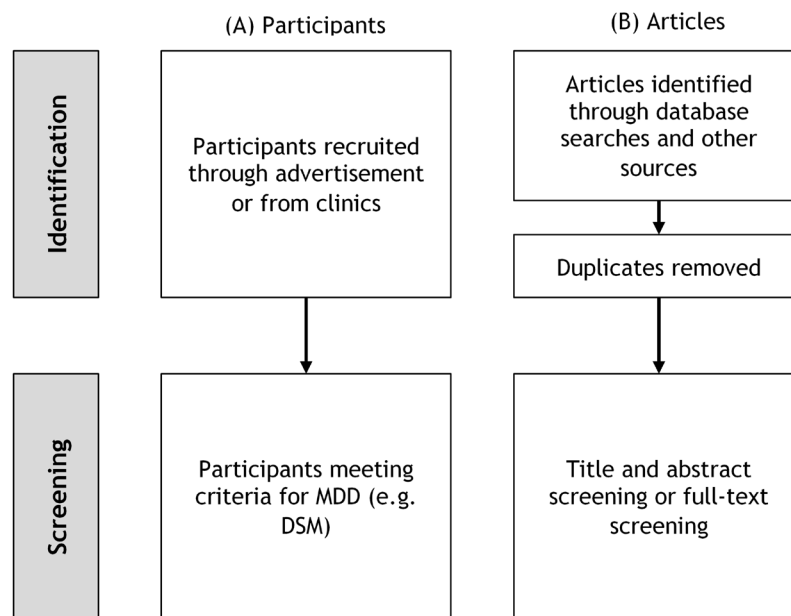 (A) Participants
(B) Articles
Identification
Participants recruited
through advertisement
or from clinics
Articles identified
through database
searches and other
sources
Duplicates removed
Screening
Participants meeting
criteria for MDD (e.g.
DSM)
Title and abstract
screening or full-text
screening